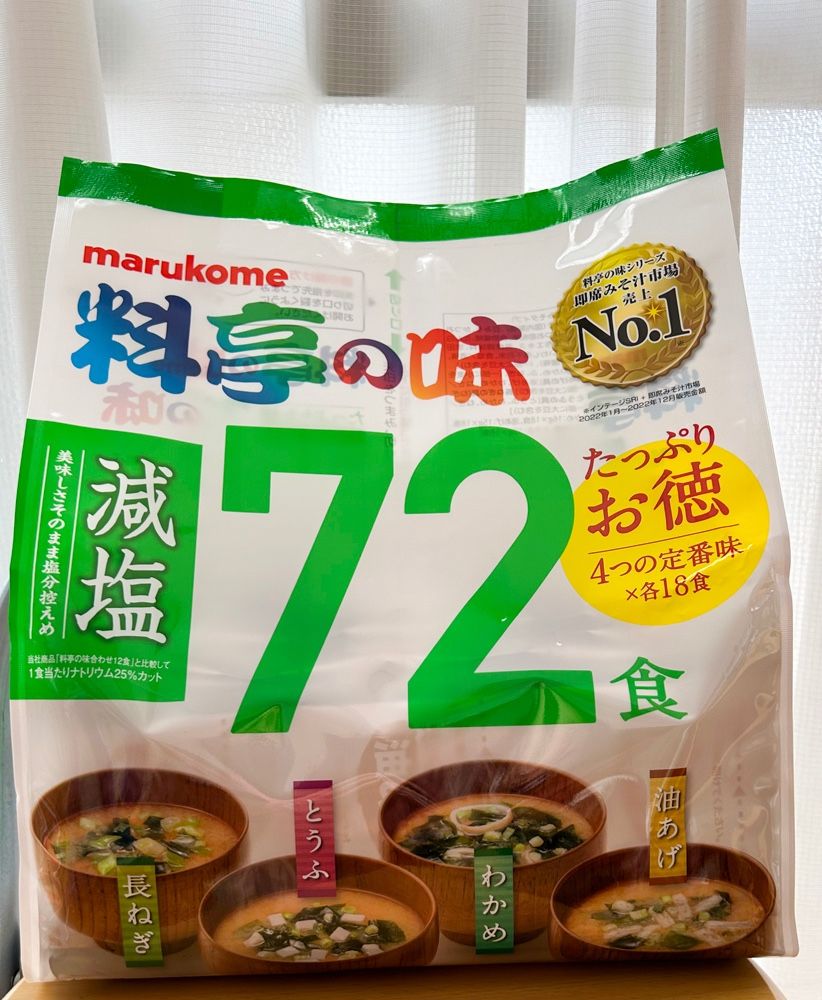 marukome
料亭の味
料亭の味シリーズ
即席みそ汁市場
売上
No.1
※
※インテージSRI + 即席みそ汁市場
2022年1月～2022年12月販売金額
減塩
美味しさそのまま塩分控えめ
当社商品「料亭の味合わせ12食」と比較して
1食当たりナトリウム25%カット
72食
たっぷり
お徳
4つの定番味
×各18食
長ねぎ
とうふ
わかめ
油あげ